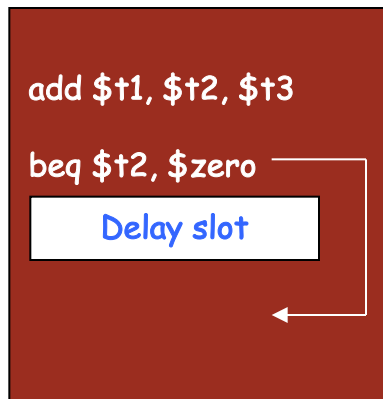 add $t1, $t2, $t3
beq $t2, $zero
Delay slot